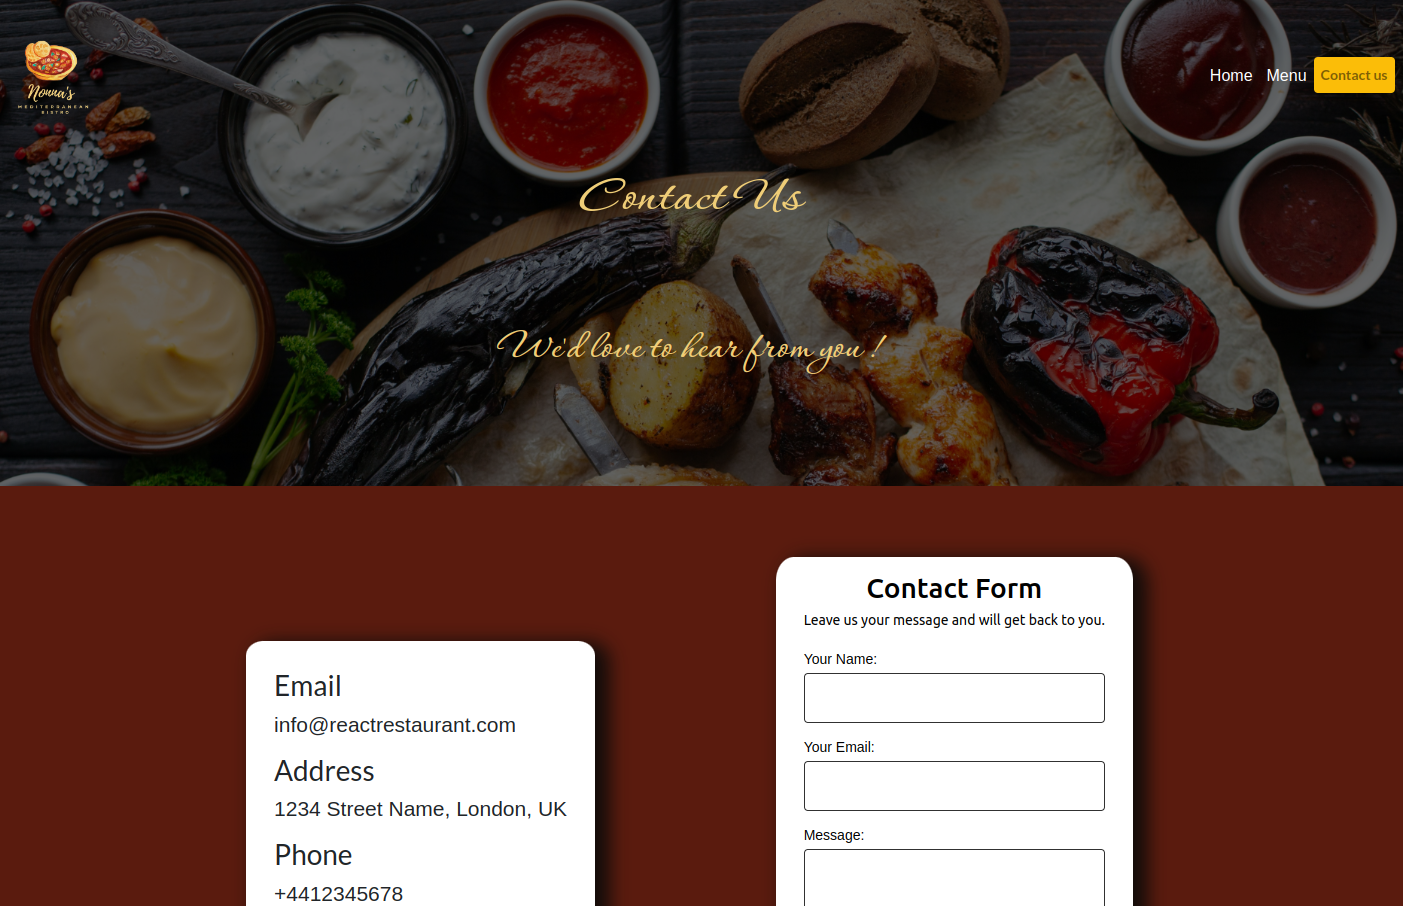 Nonna's
MEDITERRANEAN
BISTRO
Home Menu Contact us
Contact Us
We'd love to hear from you !
Email
info@reactrestaurant.com
Address
1234 Street Name, London, UK
Phone
+4412345678
Contact Form
Leave us your message and will get back to you.
Your Name:
Your Email:
Message: